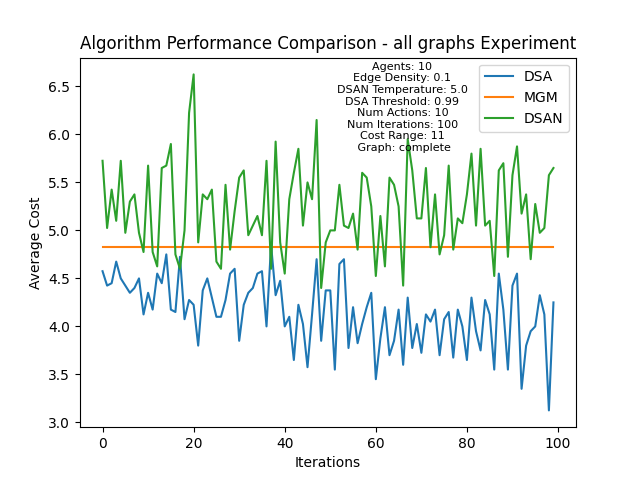 Algorithm Performance Comparison - all graphs Experiment
Agents: 10
Edge Density: 0.1
DSAN Temperature: 5.0
DSA Threshold: 0.99
Num Actions: 10
Num Iterations: 100
Cost Range: 11
Graph: complete
DSA
MGM
DSAN
Average Cost
6.5
6.0
5.5
5.0
4.5
4.0
3.5
3.0
0 20 40 60 80 100
Iterations